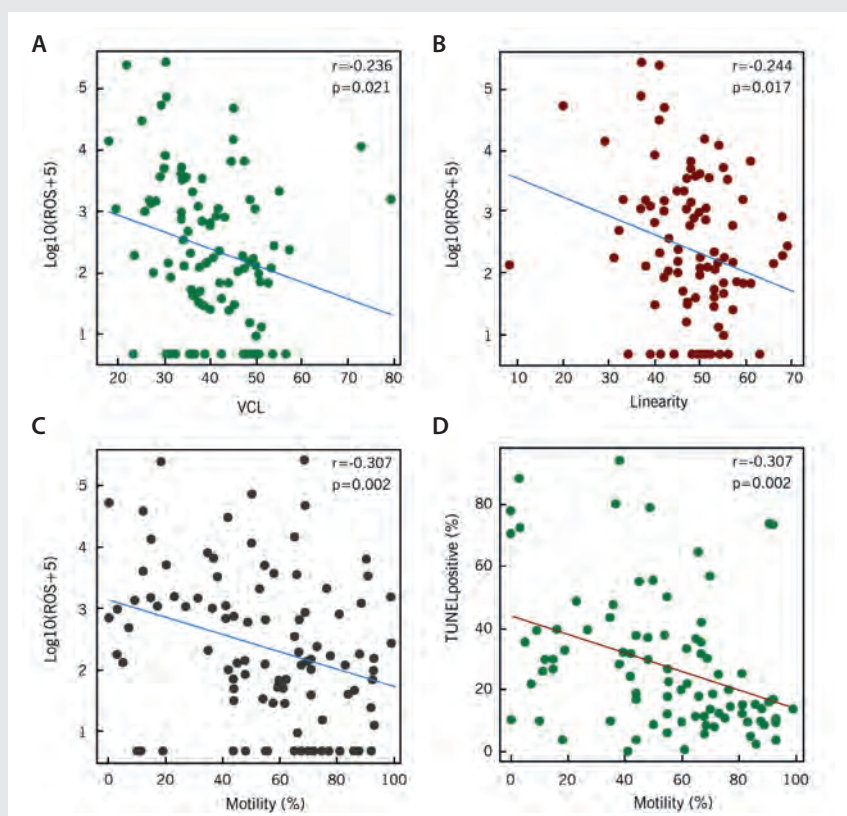 A
r=-0.236
p=0.021
Log10(ROS+5)
5
4
3
2
1
20 30 40 50 60 70 80
VCL
B
r=-0.244
p=0.017
Log10(ROS+5)
5
4
3
2
1
10 20 30 40 50 60 70
Linearity
C
r=-0.307
p=0.002
Log10(ROS+5)
5
4
3
2
1
0 20 40 60 80 100
Motility (%)
D
r=-0.307
p=0.002
TUNELpositive (%)
80
60
40
20
0
0 20 40 60 80 100
Motility (%)